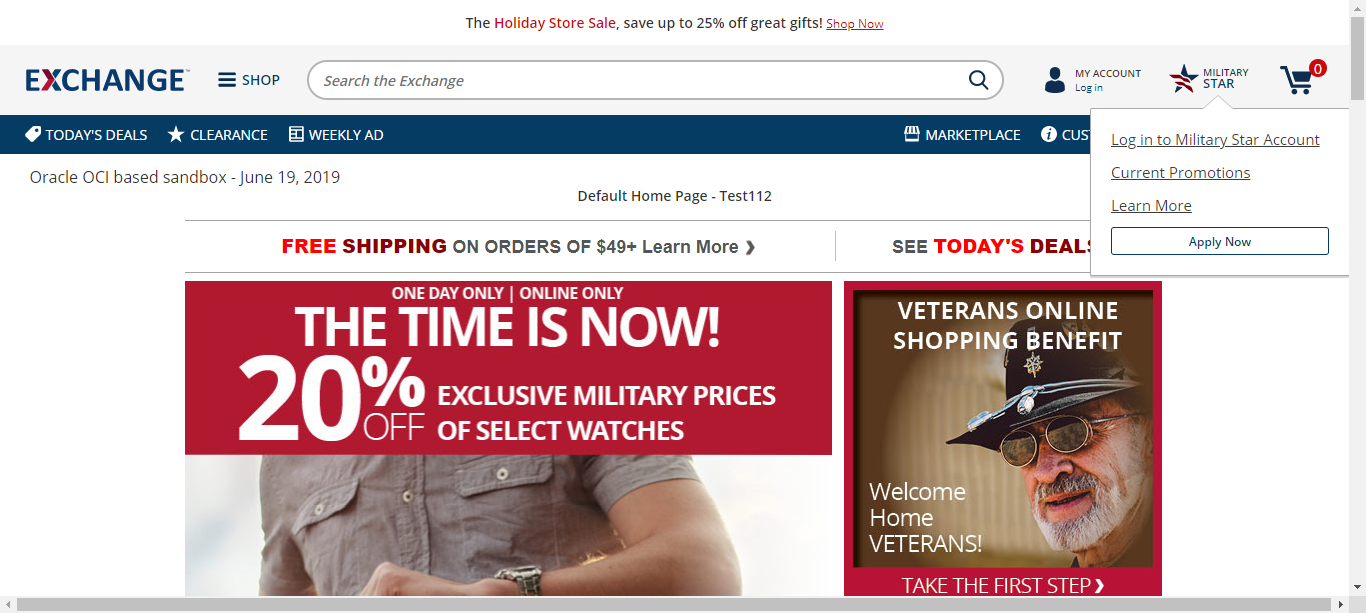 The Holiday Store Sale, save up to 25% off great gifts! Shop Now
EXCHANGE™
SHOP
Search the Exchange
MY ACCOUNT
Log in
MILITARY
STAR
0
TODAY'S DEALS
CLEARANCE
WEEKLY AD
MARKETPLACE
CUS
Log in to Military Star Account
Current Promotions
Learn More
Apply Now
Oracle OCI based sandbox - June 19, 2019
Default Home Page - Test112
FREE SHIPPING ON ORDERS OF $49+ Learn More ❯
SEE TODAY'S DEALS
ONE DAY ONLY | ONLINE ONLY
THE TIME IS NOW!
20% OFF
EXCLUSIVE MILITARY PRICES
OF SELECT WATCHES
VETERANS ONLINE
SHOPPING BENEFIT
Welcome
Home
VETERANS!
TAKE THE FIRST STEP ❯